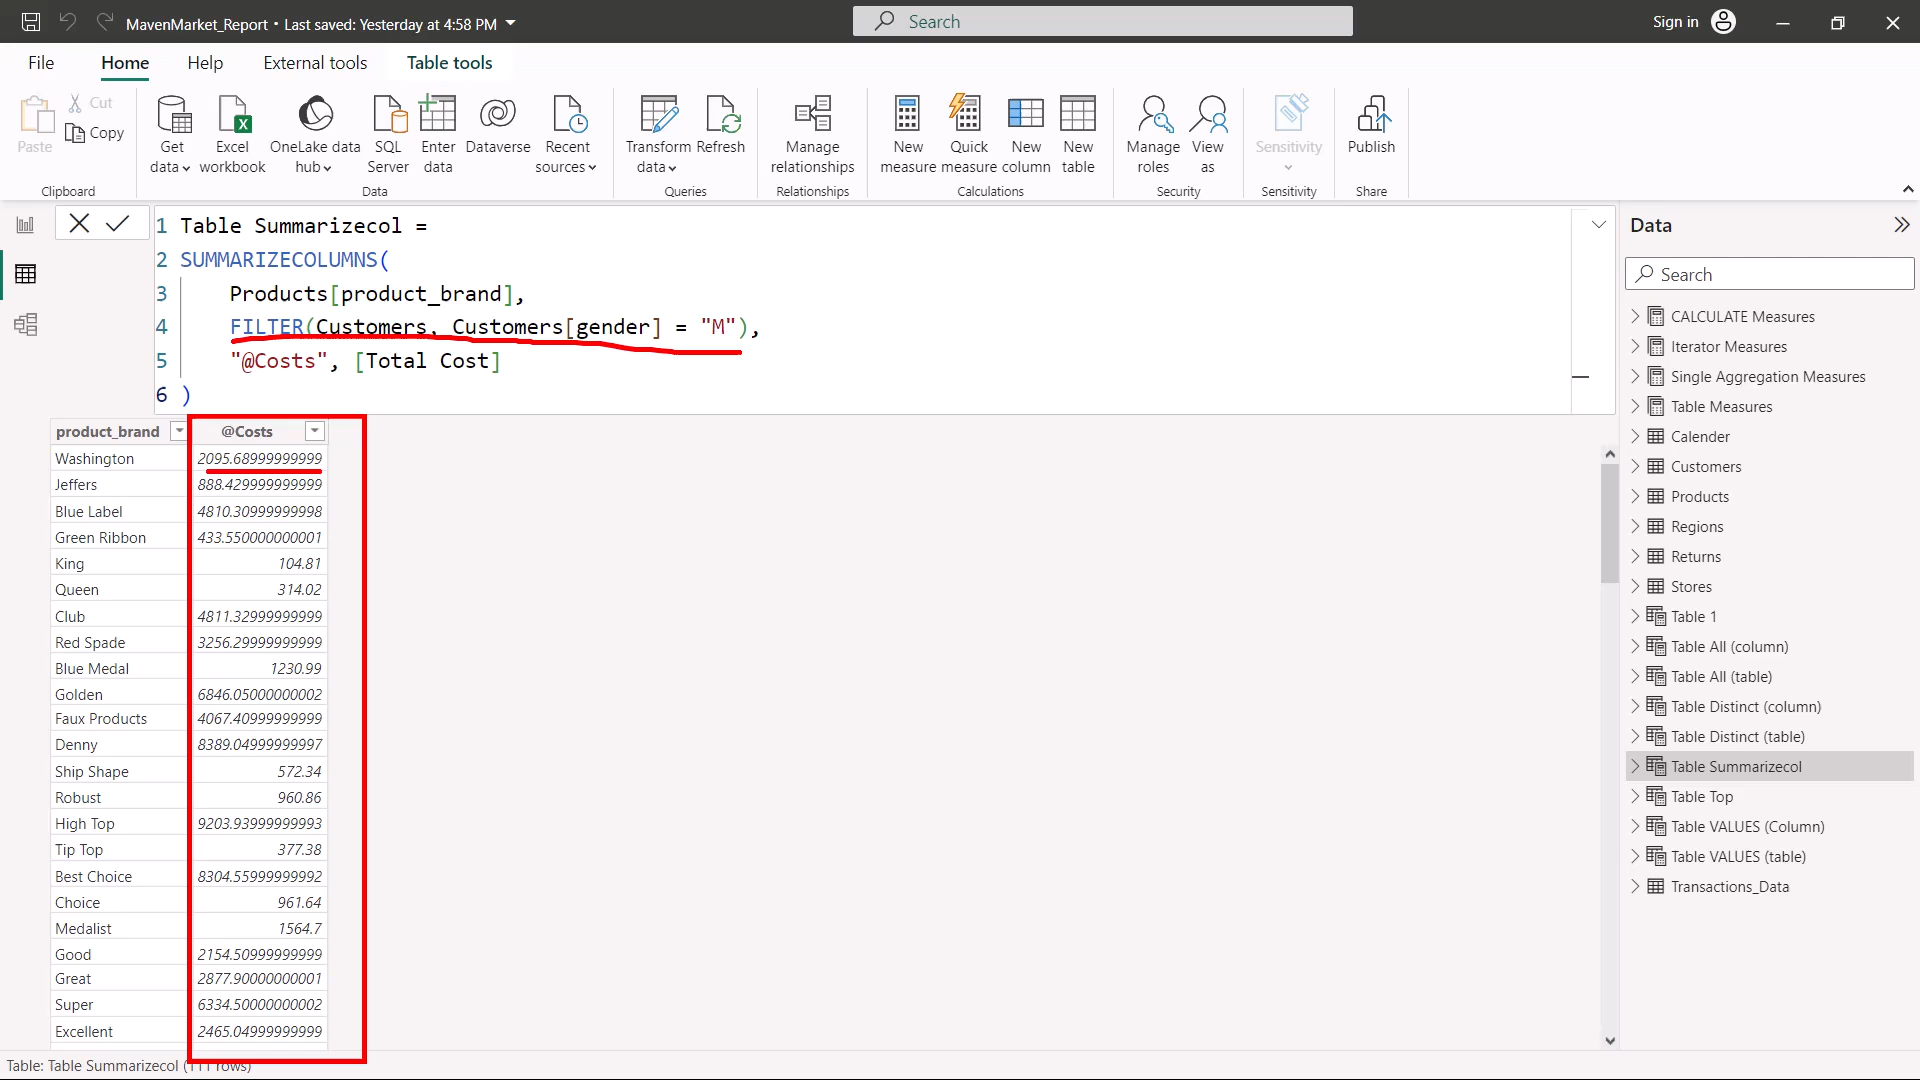 MavenMarket_Report • Last saved: Yesterday at 4:58 PM
Search
Sign in
File
Home
Help
External tools
Table tools
Paste
Cut
Copy
Clipboard
Get data
Excel workbook
OneLake data hub
SQL Server
Enter data
Dataverse
Recent sources
Data
Transform data
Refresh
Queries
Manage relationships
Relationships
New measure
Quick measure
New column
New table
Calculations
Manage roles
View as
Security
Sensitivity
Sensitivity
Publish
Share
1 Table Summarizecol =
2 SUMMARIZECOLUMNS(
3 Products[product_brand],
4 FILTER(Customers, Customers[gender] = "M"),
5 "@Costs", [Total Cost]
6 )
product_brand @Costs
Washington 2095.68999999999
Jeffers 888.429999999999
Blue Label 4810.30999999998
Green Ribbon 433.550000000001
King 104.81
Queen 314.02
Club 4811.32999999999
Red Spade 3256.29999999999
Blue Medal 1230.99
Golden 6846.05000000002
Faux Products 4067.40999999999
Denny 8389.04999999997
Ship Shape 572.34
Robust 960.86
High Top 9203.93999999993
Tip Top 377.38
Best Choice 8304.55999999992
Choice 961.64
Medalist 1564.7
Good 2154.50999999999
Great 2877.90000000001
Super 6334.50000000002
Excellent 2465.04999999999
Table: Table Summarizecol (111 rows)
Data
Search
CALCULATE Measures
Iterator Measures
Single Aggregation Measures
Table Measures
Calender
Customers
Products
Regions
Returns
Stores
Table 1
Table All (column)
Table All (table)
Table Distinct (column)
Table Distinct (table)
Table Summarizecol
Table Top
Table VALUES (Column)
Table VALUES (table)
Transactions_Data